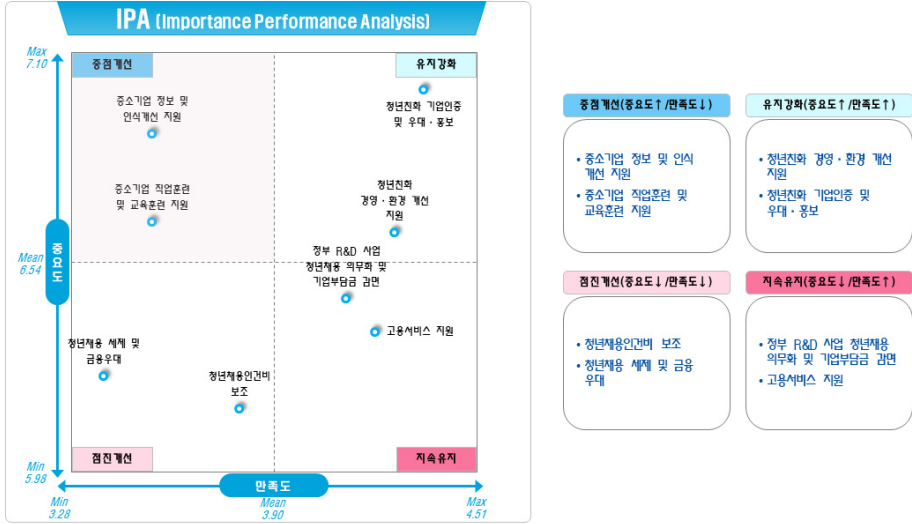 IPA (Importance Performance Analysis)
Max
7.10
중점개선
유지강화
중소기업 정보 및
인식개선 지원
청년친화 기업인증
및 우대·홍보
중소기업 직업훈련
및 교육훈련 지원
청년친화
경영·환경 개선
지원
중요도
Mean
6.54
정부 R&D 사업
청년채용 의무화 및
기업부담금 감면
고용서비스 지원
청년채용 세제 및
금융우대
청년채용인건비
보조
점진개선
지속유지
Min
5.98
만족도
Min
3.28
Mean
3.90
Max
4.51
중점개선(중요도↑/만족도↓)
• 중소기업 정보 및 인식
개선 지원
• 중소기업 직업훈련 및
교육훈련 지원
유지강화(중요도↑/만족도↑)
• 청년친화 경영·환경 개선
지원
• 청년친화 기업인증 및
우대·홍보
점진개선(중요도↓/만족도↓)
• 청년채용인건비 보조
• 청년채용 세제 및 금융
우대
지속유지(중요도↓/만족도↑)
• 정부 R&D 사업 청년채용
의무화 및 기업부담금 감면
• 고용서비스 지원